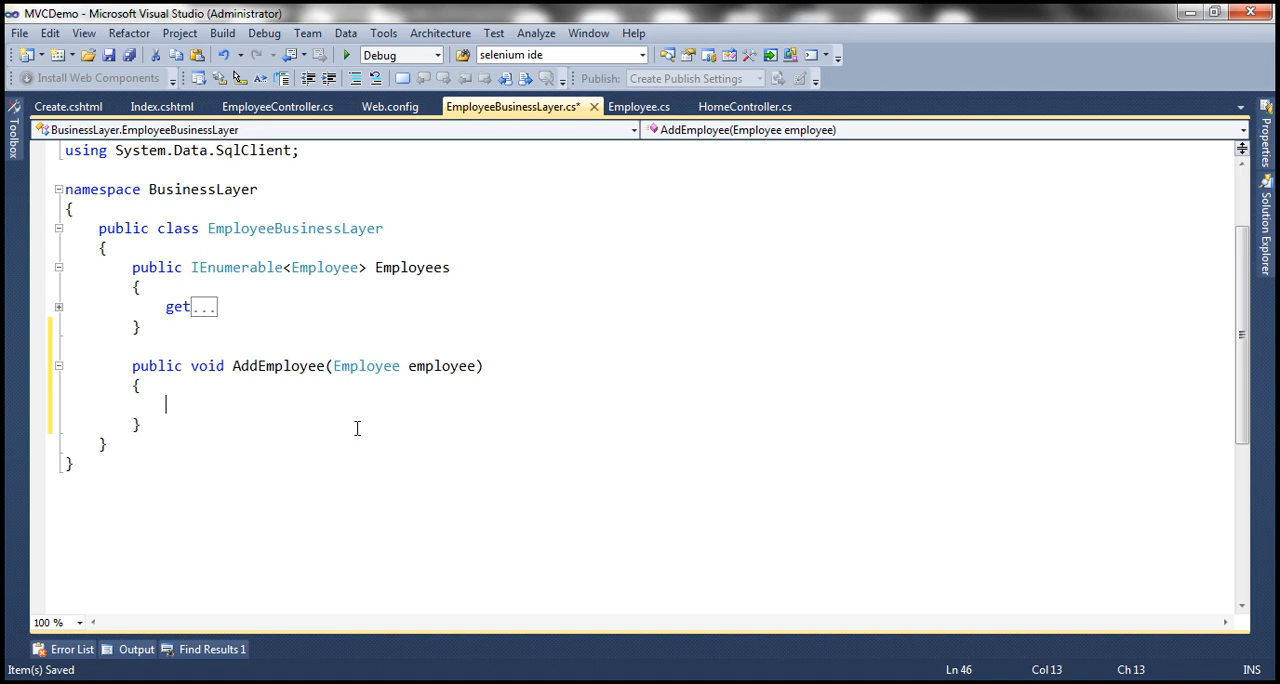 MVCDemo - Microsoft Visual Studio (Administrator)
File Edit View Refactor Project Build Debug Team Data Tools Architecture Test Analyze Window Help
Debug selenium ide
Install Web Components Publish: Create Publish Settings
Create.cshtml Index.cshtml EmployeeController.cs Web.config EmployeeBusinessLayer.cs* Employee.cs HomeController.cs
BusinessLayer.EmployeeBusinessLayer AddEmployee(Employee employee)
Toolbox
Properties
Solution Explorer
using System.Data.SqlClient;
namespace BusinessLayer
{
public class EmployeeBusinessLayer
{
public IEnumerable<Employee> Employees
{
get...
}
public void AddEmployee(Employee employee)
{
}
}
}
100 %
Error List Output Find Results 1
Item(s) Saved Ln 46 Col 13 Ch 13 INS